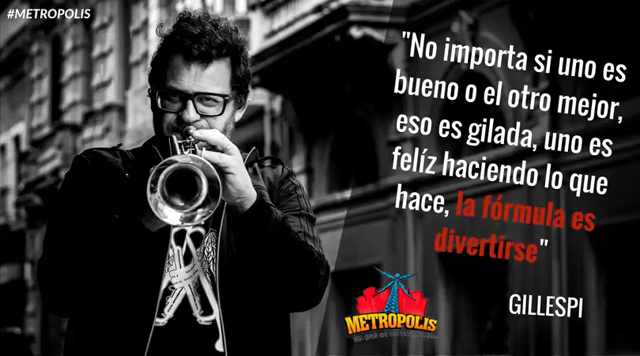 #METROPOLIS
"No importa si uno es
bueno o el otro mejor,
eso es gilada, uno es
felíz haciendo lo que
hace, la fórmula es
divertirse"
GILLESPI
METROPOLIS